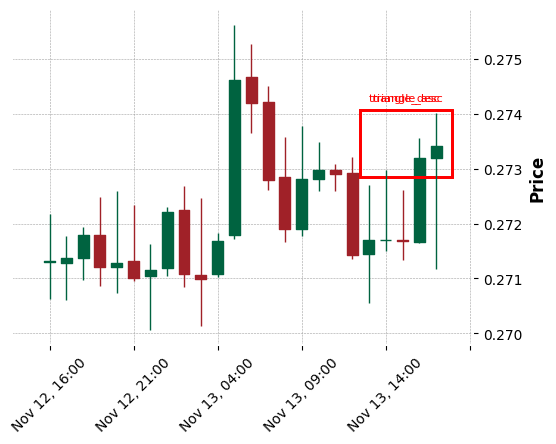 0.275
0.274
0.273
0.272
0.271
0.270
Price
Nov 12, 16:00
Nov 12, 21:00
Nov 13, 04:00
Nov 13, 09:00
Nov 13, 14:00